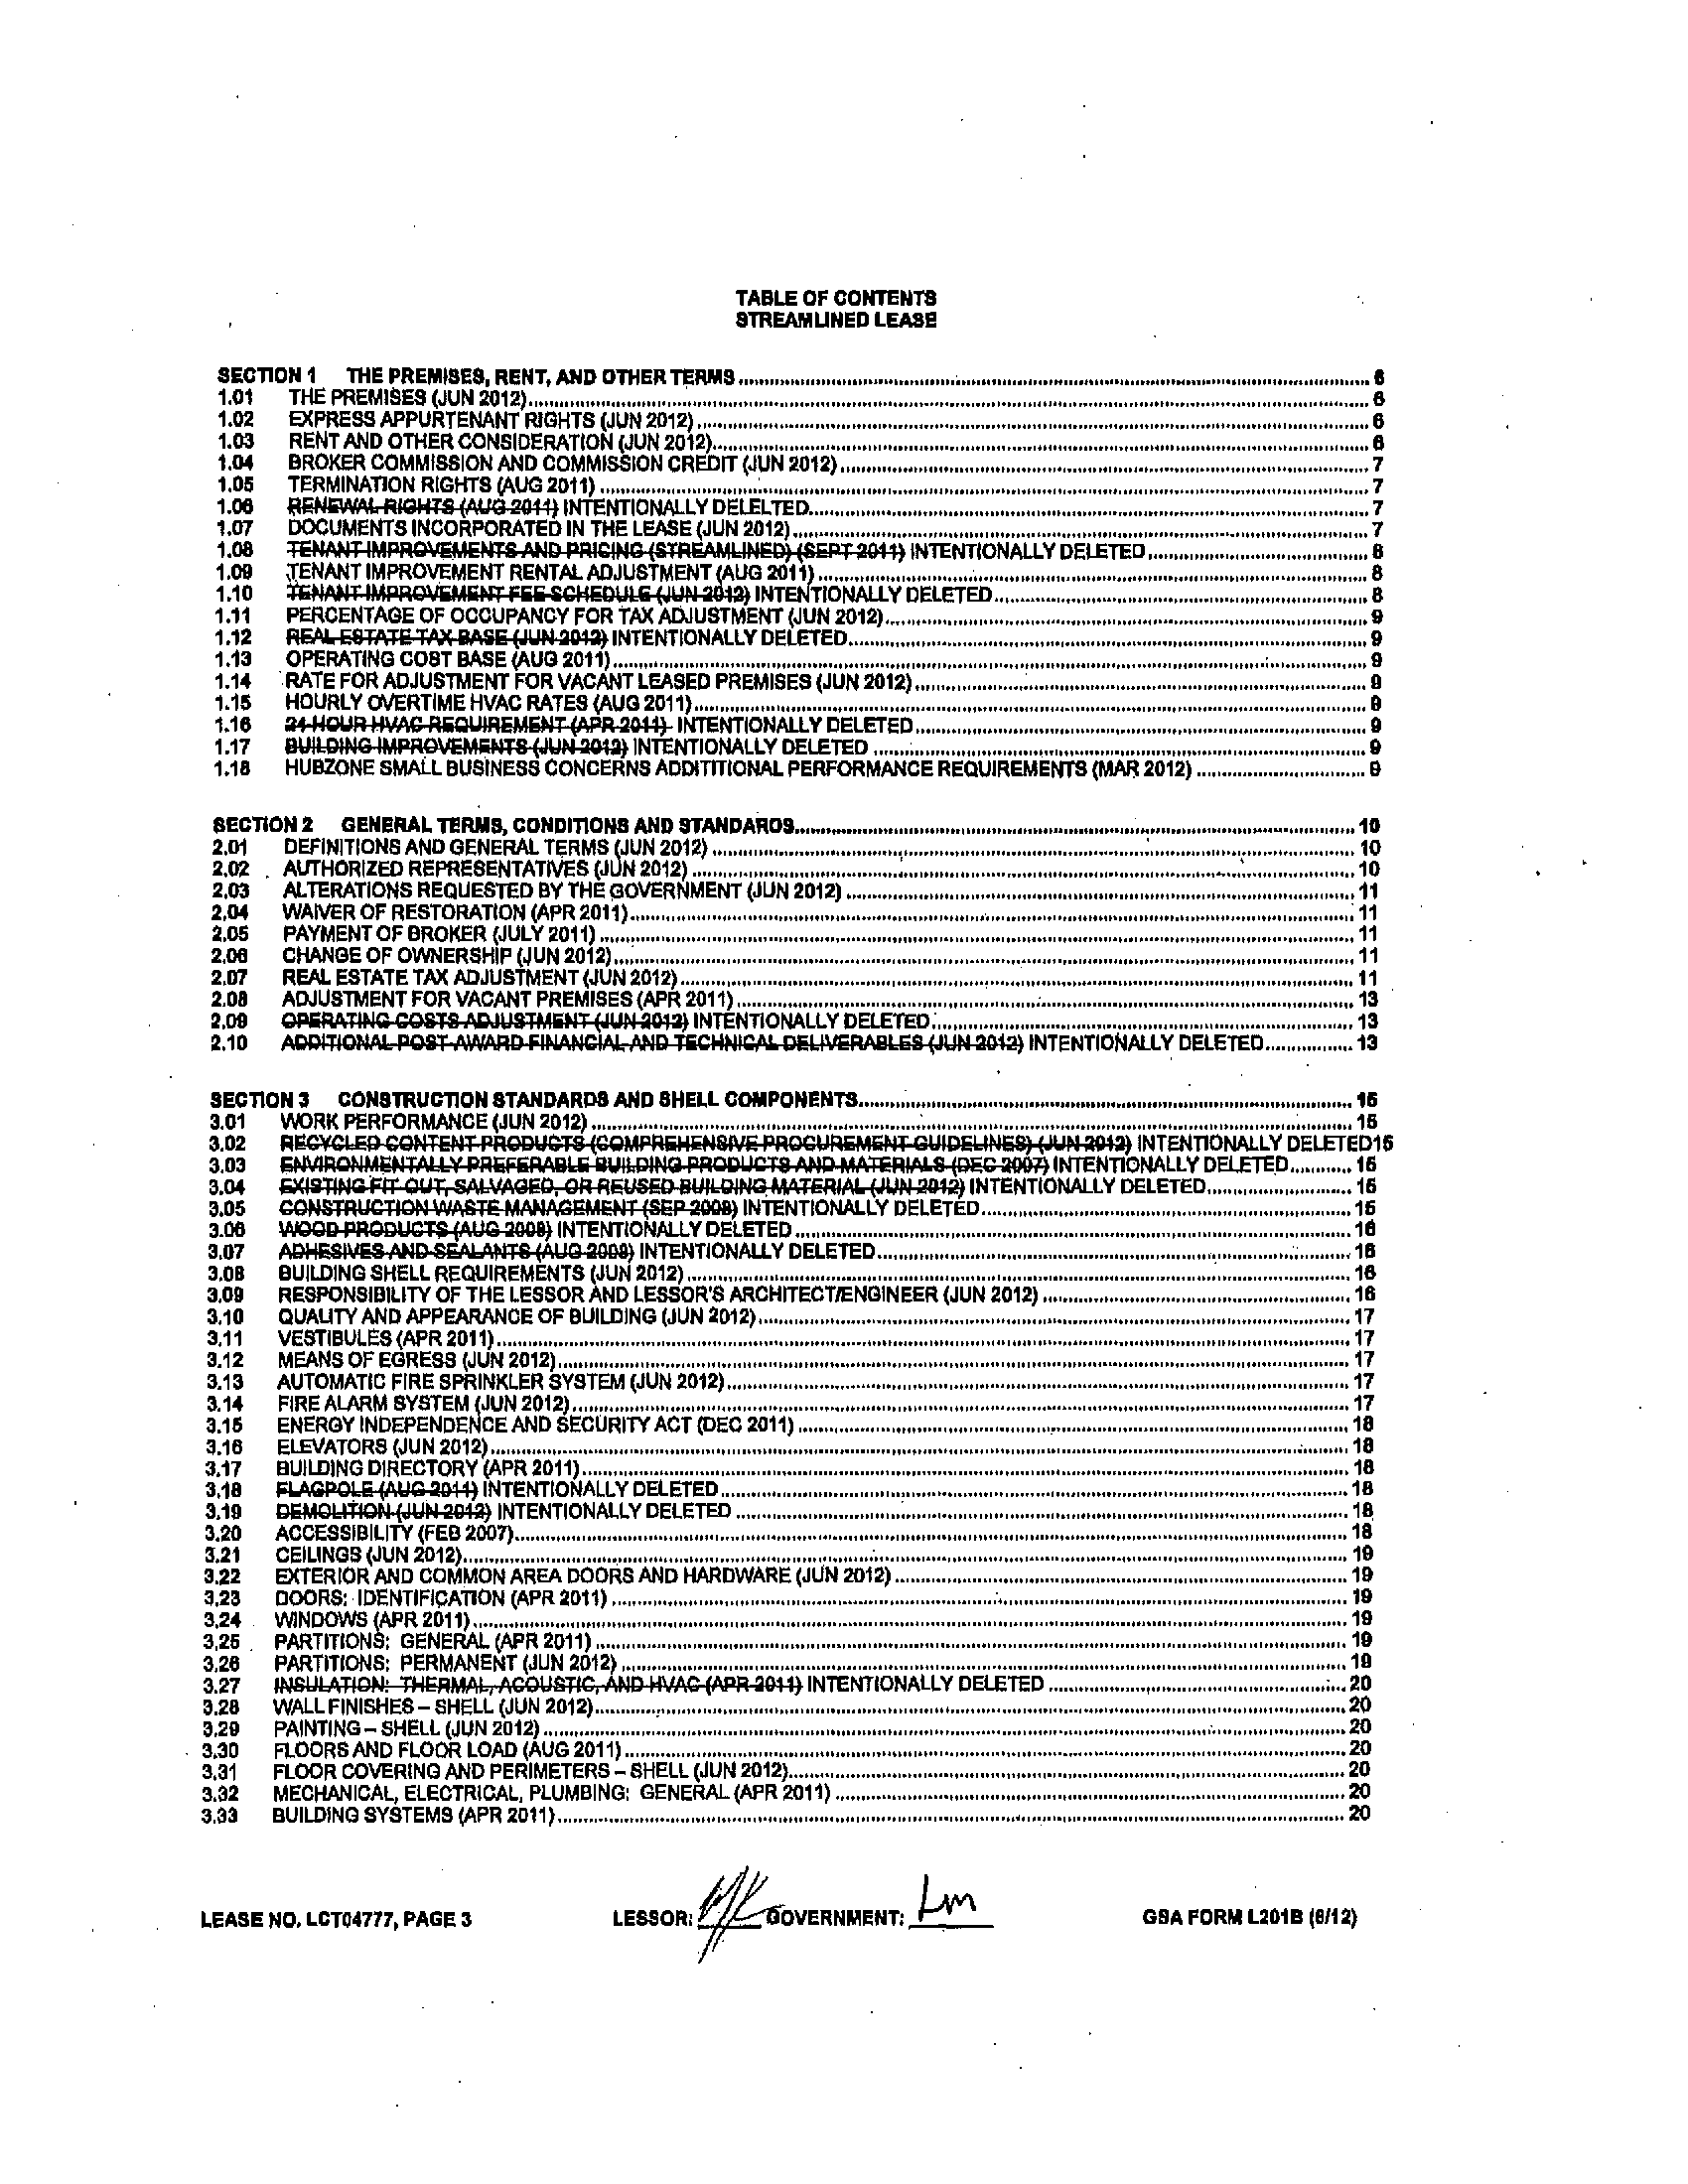 TABLE OF CONTENTS
STREAMLINED LEASE
SECTION 1 THE PREMISES, RENT, AND OTHER TERMS 6
1.01 THE PREMISES (JUN 2012) 6
1.02 EXPRESS APPURTENANT RIGHTS (JUN 2012) 6
1.03 RENT AND OTHER CONSIDERATION (JUN 2012) 6
1.04 BROKER COMMISSION AND COMMISSION CREDIT (JUN 2012) 7
1.05 TERMINATION RIGHTS (AUG 2011) 7
1.06 RENEWAL RIGHTS (AUG 2011) INTENTIONALLY DELELTED 7
1.07 DOCUMENTS INCORPORATED IN THE LEASE (JUN 2012) 7
1.08 TENANT IMPROVEMENTS AND PRICING (STREAMLINED) (SEPT 2011) INTENTIONALLY DELETED 8
1.09 TENANT IMPROVEMENT RENTAL ADJUSTMENT (AUG 2011) 8
1.10 TENANT IMPROVEMENT FEE SCHEDULE (JUN 2012) INTENTIONALLY DELETED 8
1.11 PERCENTAGE OF OCCUPANCY FOR TAX ADJUSTMENT (JUN 2012) 9
1.12 REAL ESTATE TAX BASE (JUN 2012) INTENTIONALLY DELETED 9
1.13 OPERATING COST BASE (AUG 2011) 9
1.14 RATE FOR ADJUSTMENT FOR VACANT LEASED PREMISES (JUN 2012) 9
1.15 HOURLY OVERTIME HVAC RATES (AUG 2011) 9
1.16 24-HOUR HVAC REQUIREMENT (APR 2011) INTENTIONALLY DELETED 9
1.17 BUILDING IMPROVEMENTS (JUN 2012) INTENTIONALLY DELETED 9
1.18 HUBZONE SMALL BUSINESS CONCERNS ADDITITIONAL PERFORMANCE REQUIREMENTS (MAR 2012) 9
SECTION 2 GENERAL TERMS, CONDITIONS AND STANDARDS 10
2.01 DEFINITIONS AND GENERAL TERMS (JUN 2012) 10
2.02 AUTHORIZED REPRESENTATIVES (JUN 2012) 10
2.03 ALTERATIONS REQUESTED BY THE GOVERNMENT (JUN 2012) 11
2.04 WAIVER OF RESTORATION (APR 2011) 11
2.05 PAYMENT OF BROKER (JULY 2011) 11
2.06 CHANGE OF OWNERSHIP (JUN 2012) 11
2.07 REAL ESTATE TAX ADJUSTMENT (JUN 2012) 11
2.08 ADJUSTMENT FOR VACANT PREMISES (APR 2011) 13
2.09 OPERATING COSTS ADJUSTMENT (JUN 2012) INTENTIONALLY DELETED 13
2.10 ADDITIONAL POST-AWARD FINANCIAL AND TECHNICAL DELIVERABLES (JUN 2012) INTENTIONALLY DELETED 13
SECTION 3 CONSTRUCTION STANDARDS AND SHELL COMPONENTS 15
3.01 WORK PERFORMANCE (JUN 2012) 15
3.02 RECYCLED CONTENT PRODUCTS (COMPREHENSIVE PROCUREMENT GUIDELINES) (JUN 2012) INTENTIONALLY DELETED15
3.03 ENVIRONMENTALLY PREFERABLE BUILDING PRODUCTS AND MATERIALS (DEC 2007) INTENTIONALLY DELETED 15
3.04 EXISTING FIT-OUT, SALVAGED, OR REUSED BUILDING MATERIAL (JUN 2012) INTENTIONALLY DELETED 15
3.05 CONSTRUCTION WASTE MANAGEMENT (SEP 2008) INTENTIONALLY DELETED 15
3.06 WOOD PRODUCTS (AUG 2008) INTENTIONALLY DELETED 16
3.07 ADHESIVES AND SEALANTS (AUG 2008) INTENTIONALLY DELETED 16
3.08 BUILDING SHELL REQUIREMENTS (JUN 2012) 16
3.09 RESPONSIBILITY OF THE LESSOR AND LESSOR'S ARCHITECT/ENGINEER (JUN 2012) 16
3.10 QUALITY AND APPEARANCE OF BUILDING (JUN 2012) 17
3.11 VESTIBULES (APR 2011) 17
3.12 MEANS OF EGRESS (JUN 2012) 17
3.13 AUTOMATIC FIRE SPRINKLER SYSTEM (JUN 2012) 17
3.14 FIRE ALARM SYSTEM (JUN 2012) 17
3.15 ENERGY INDEPENDENCE AND SECURITY ACT (DEC 2011) 18
3.16 ELEVATORS (JUN 2012) 18
3.17 BUILDING DIRECTORY (APR 2011) 18
3.18 FLAGPOLE (AUG 2011) INTENTIONALLY DELETED 18
3.19 DEMOLITION (JUN 2012) INTENTIONALLY DELETED 18
3.20 ACCESSIBILITY (FEB 2007) 18
3.21 CEILINGS (JUN 2012) 19
3.22 EXTERIOR AND COMMON AREA DOORS AND HARDWARE (JUN 2012) 19
3.23 DOORS: IDENTIFICATION (APR 2011) 19
3.24 WINDOWS (APR 2011) 19
3.25 PARTITIONS: GENERAL (APR 2011) 19
3.26 PARTITIONS: PERMANENT (JUN 2012) 19
3.27 INSULATION: THERMAL, ACOUSTIC, AND HVAC (APR 2011) INTENTIONALLY DELETED 20
3.28 WALL FINISHES – SHELL (JUN 2012) 20
3.29 PAINTING – SHELL (JUN 2012) 20
3.30 FLOORS AND FLOOR LOAD (AUG 2011) 20
3.31 FLOOR COVERING AND PERIMETERS – SHELL (JUN 2012) 20
3.32 MECHANICAL, ELECTRICAL, PLUMBING: GENERAL (APR 2011) 20
3.33 BUILDING SYSTEMS (APR 2011) 20
LEASE NO. LCT04777, PAGE 3 LESSOR: GOVERNMENT: LM GSA FORM L201B (6/12)